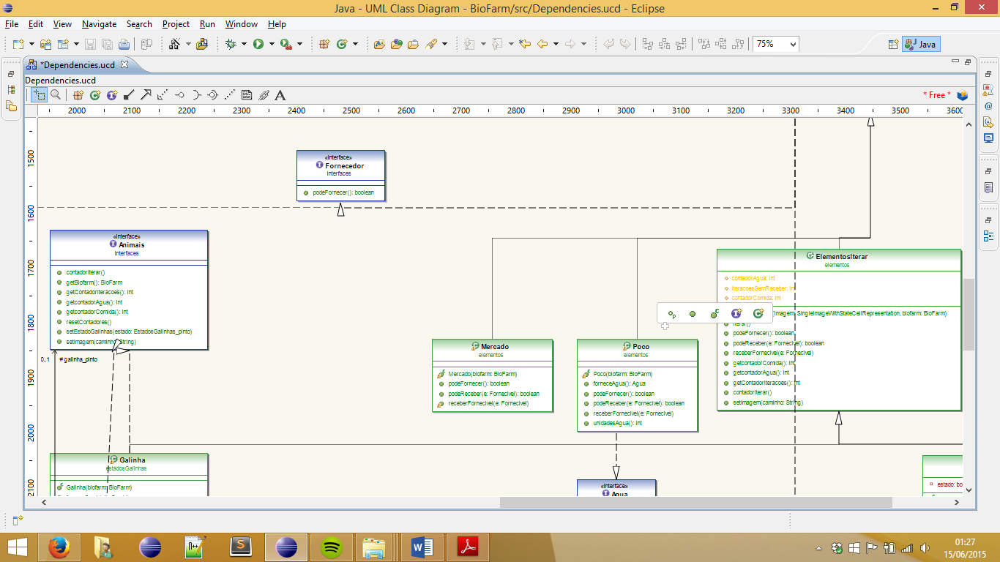 Java - UML Class Diagram - BioFarm/src/Dependencies.ucd - Eclipse
File Edit View Navigate Search Project Run Window Help
75%
Java
*Dependencies.ucd
Dependencies.ucd
* Free *
2000 2100 2200 2300 2400 2500 2600 2700 2800 2900 3000 3100 3200 3300 3400 3500 3600
1500
1600
1700
1800
1900
2000
2100
«interface»
Fornecedor
interfaces
podeFornecer(): boolean
«interface»
Animais
interfaces
contadorIterar()
getBiofarm(): BioFarm
getContadorIteracoes(): int
getcontadorAgua(): int
getcontadorComida(): int
resetContadores()
setEstadoGalinhas(estado: EstadosGalinhas_pinto)
setImagem(caminho: String)
0..1
# galinha_pinto
Galinha
estadosGalinhas
Galinha(biofarm: BioFarm)
Mercado
elementos
Mercado(biofarm: BioFarm)
podeFornecer(): boolean
podeReceber(e: Fornecivel): boolean
receberFornecivel(e: Fornecivel)
Poco
elementos
Poco(biofarm: BioFarm)
forneceAgua(): Agua
podeFornecer(): boolean
podeReceber(e: Fornecivel): boolean
receberFornecivel(e: Fornecivel)
unidadesAgua(): int
«interface»
Agua
ElementosIterar
elementos
contadorAgua: int
iteracoesSemReceber: int
contadorComida: int
imagem: SingleImageWithStateCellRepresentation, biofarm: BioFarm)
iterar()
podeFornecer(): boolean
podeReceber(e: Fornecivel): boolean
receberFornecivel(e: Fornecivel)
getcontadorComida(): int
getcontadorAgua(): int
getContadorIteracoes(): int
contadorIterar()
setImagem(caminho: String)
estado: bo
01:27
15/06/2015